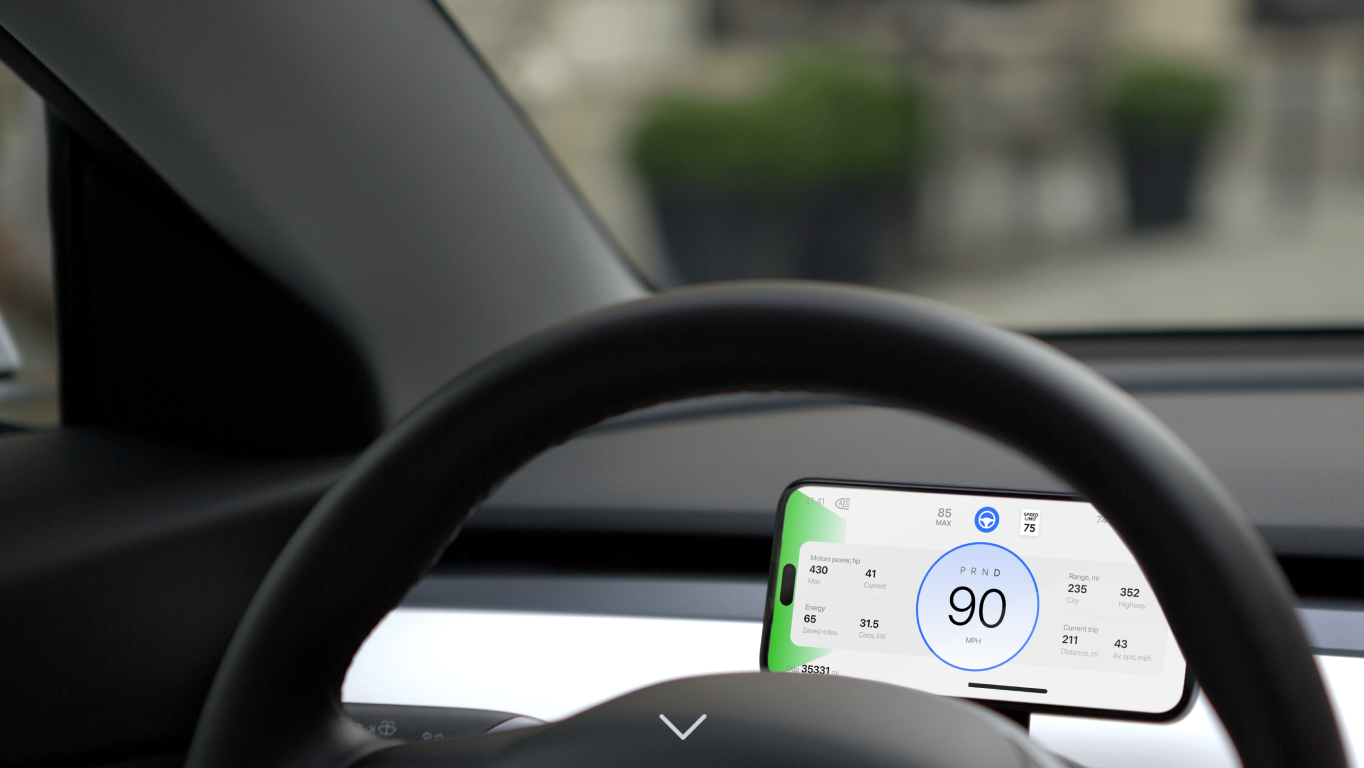 85
MAX
SPEED
LIMIT
75
Motors power, hp
430
41
Max
Current
Energy
65
31.5
Saved miles
Cons, kW
P R N D
90
MPH
Range, mi
235
352
City
Highway
Current trip
211
43
Distance, mi
Av. spd, mi/h
35331